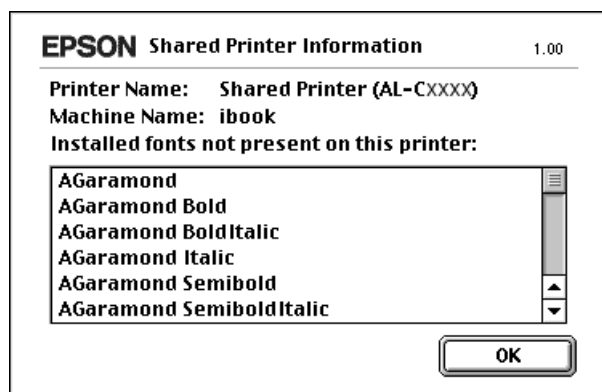 EPSON Shared Printer Information 1.00
Printer Name: Shared Printer (AL-CXXXX)
Machine Name: ibook
Installed fonts not present on this printer:
AGaramond
AGaramond Bold
AGaramond BoldItalic
AGaramond Italic
AGaramond Semibold
AGaramond SemiboldItalic
OK